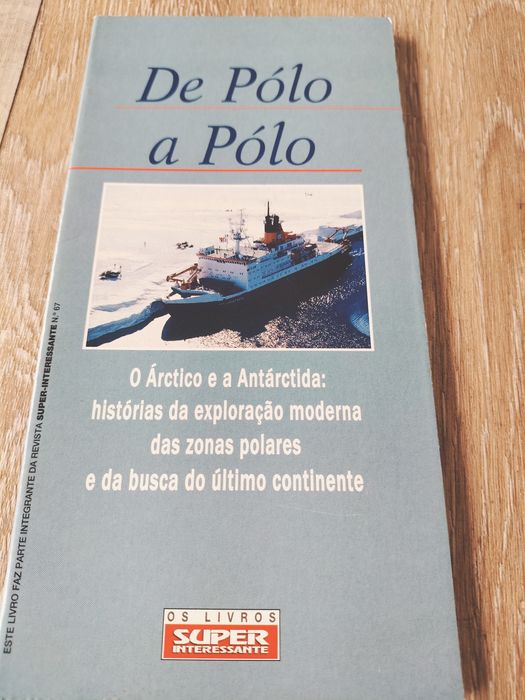 De Pólo
a Pólo
O Árctico e a Antárctida:
histórias da exploração moderna
das zonas polares
e da busca do último continente
ESTE LIVRO FAZ PARTE INTEGRANTE DA REVISTA SUPER-INTERESSANTE N.º 67
OS LIVROS
SUPER
INTERESSANTE